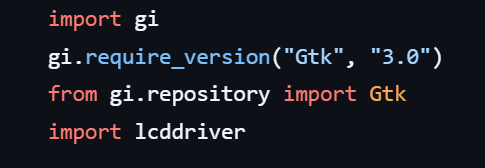 import gi
gi.require_version("Gtk", "3.0")
from gi.repository import Gtk
import lcddriver